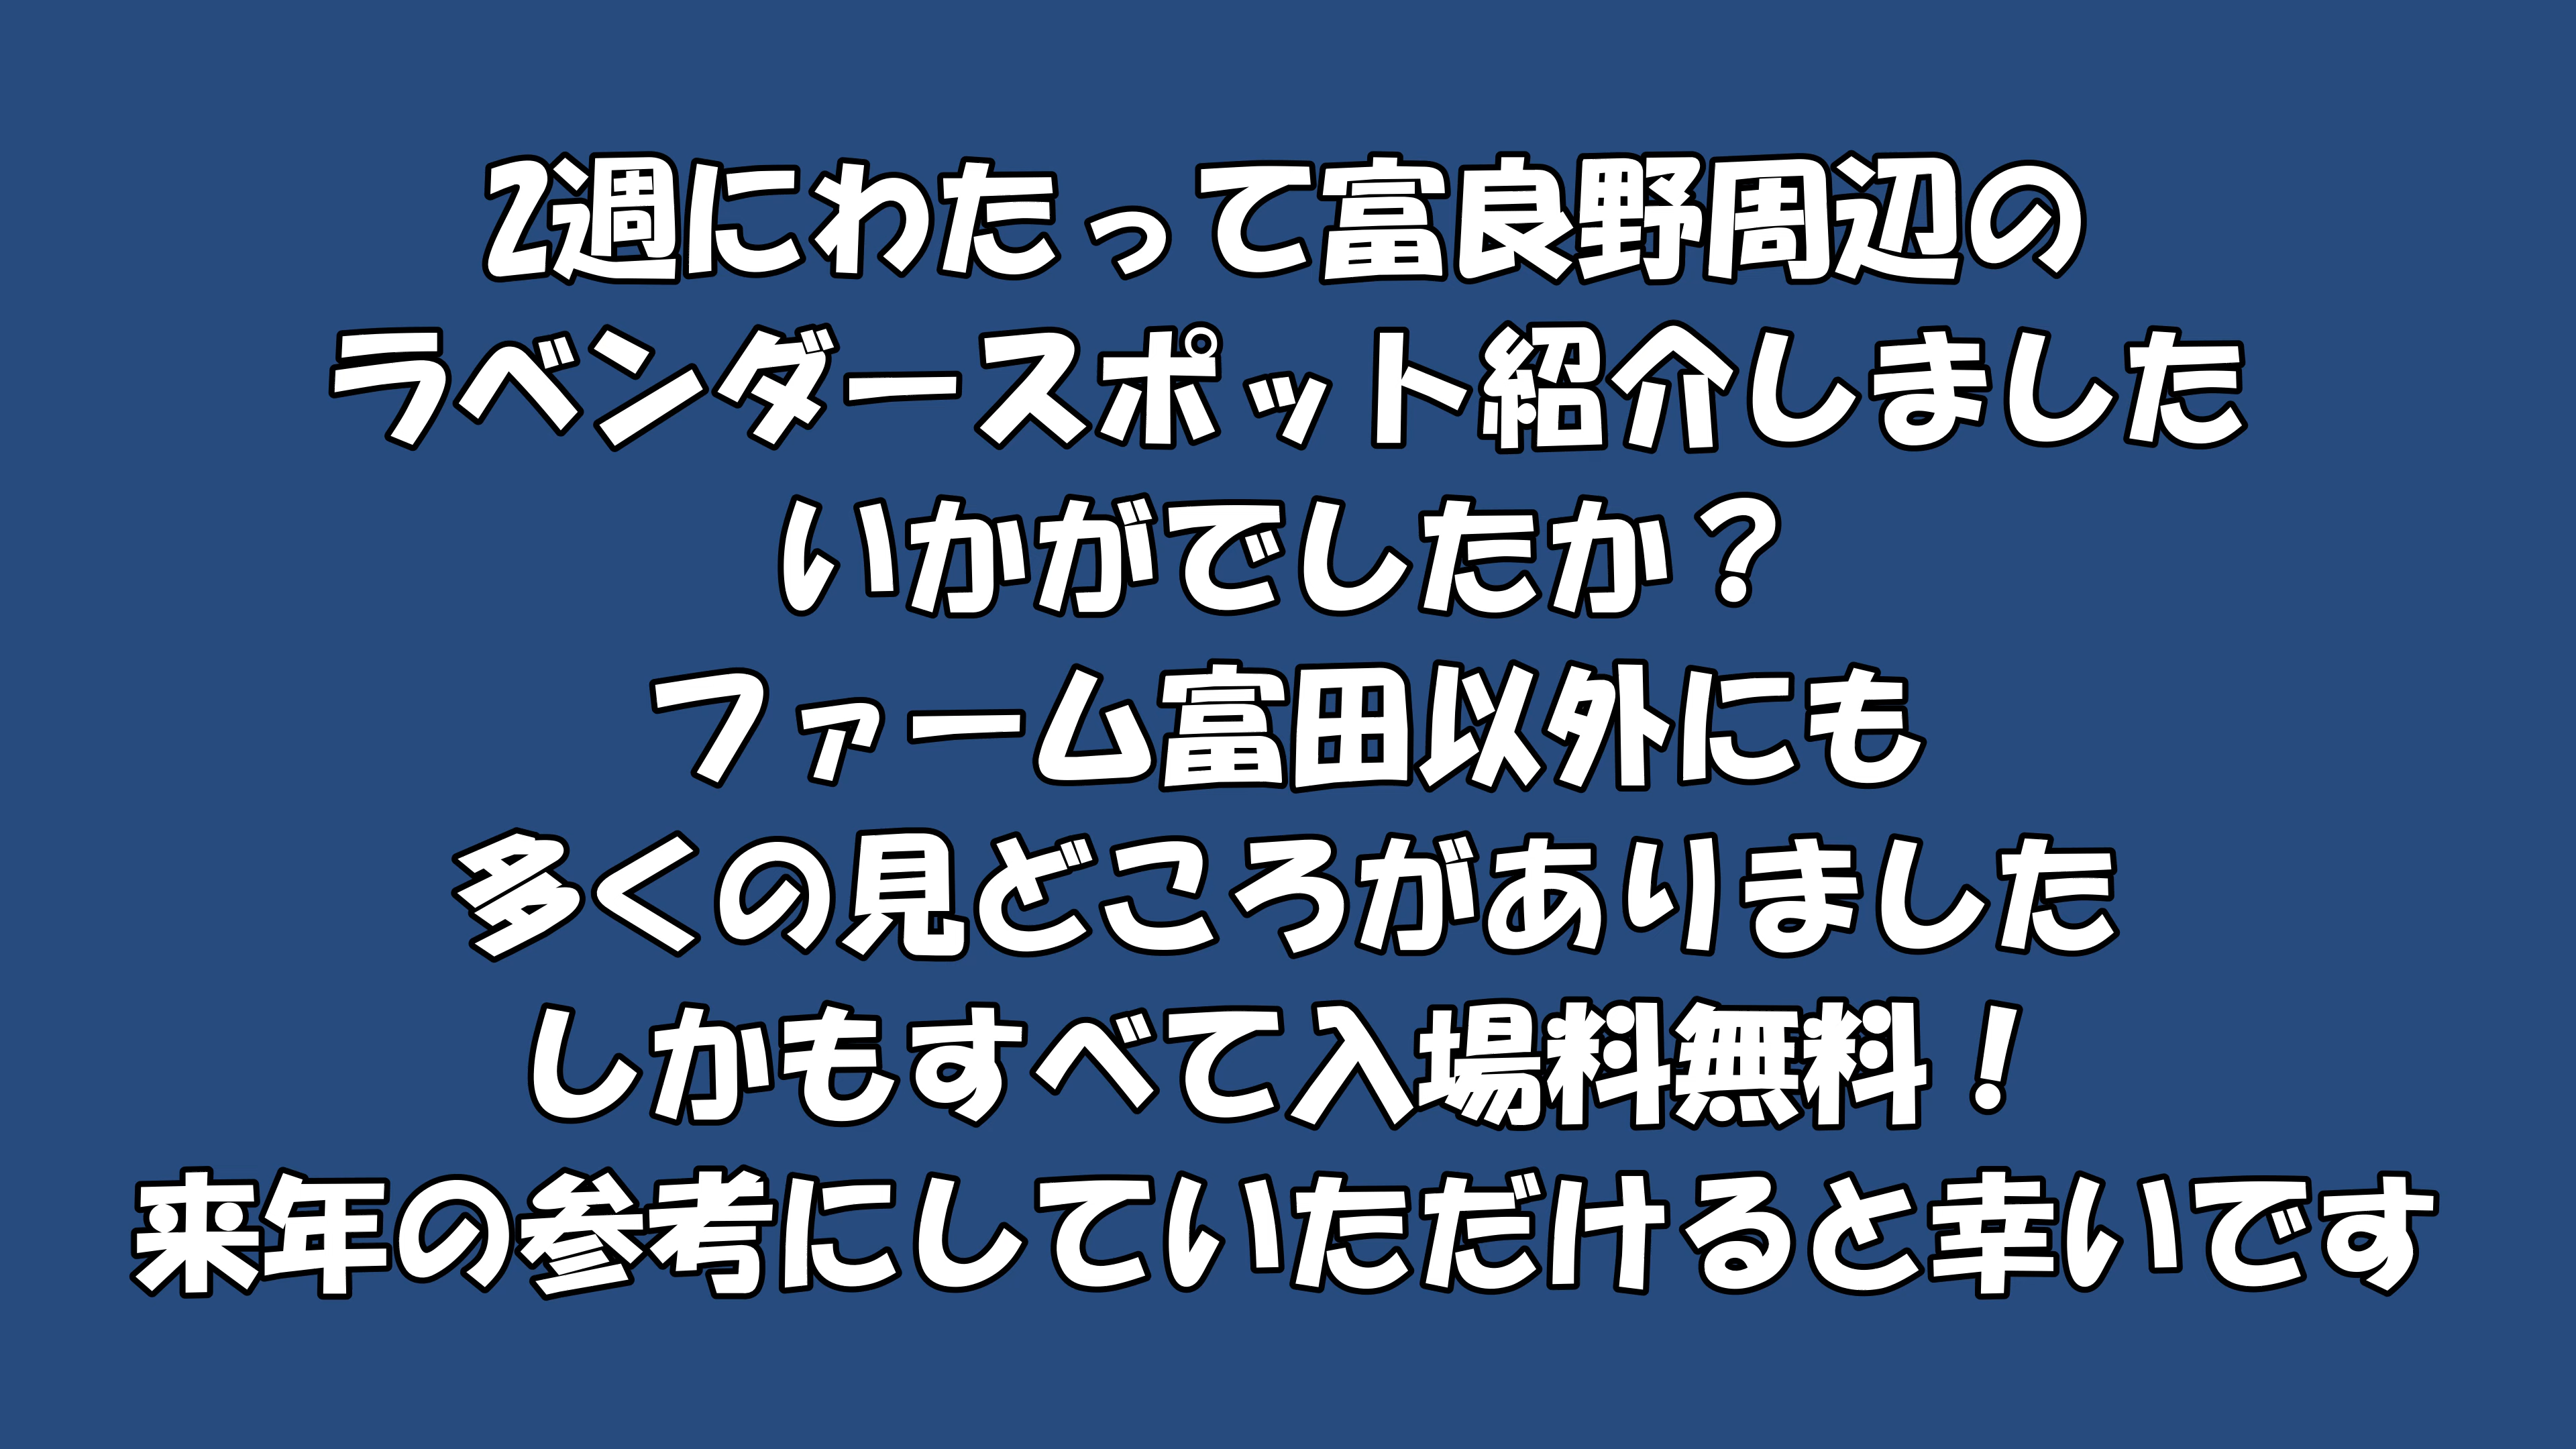 2週にわたって富良野周辺の
ラベンダースポット紹介しました
いかがでしたか？
ファーム富田以外にも
多くの見どころがありました
しかもすべて入場料無料！
来年の参考にしていただけると幸いです